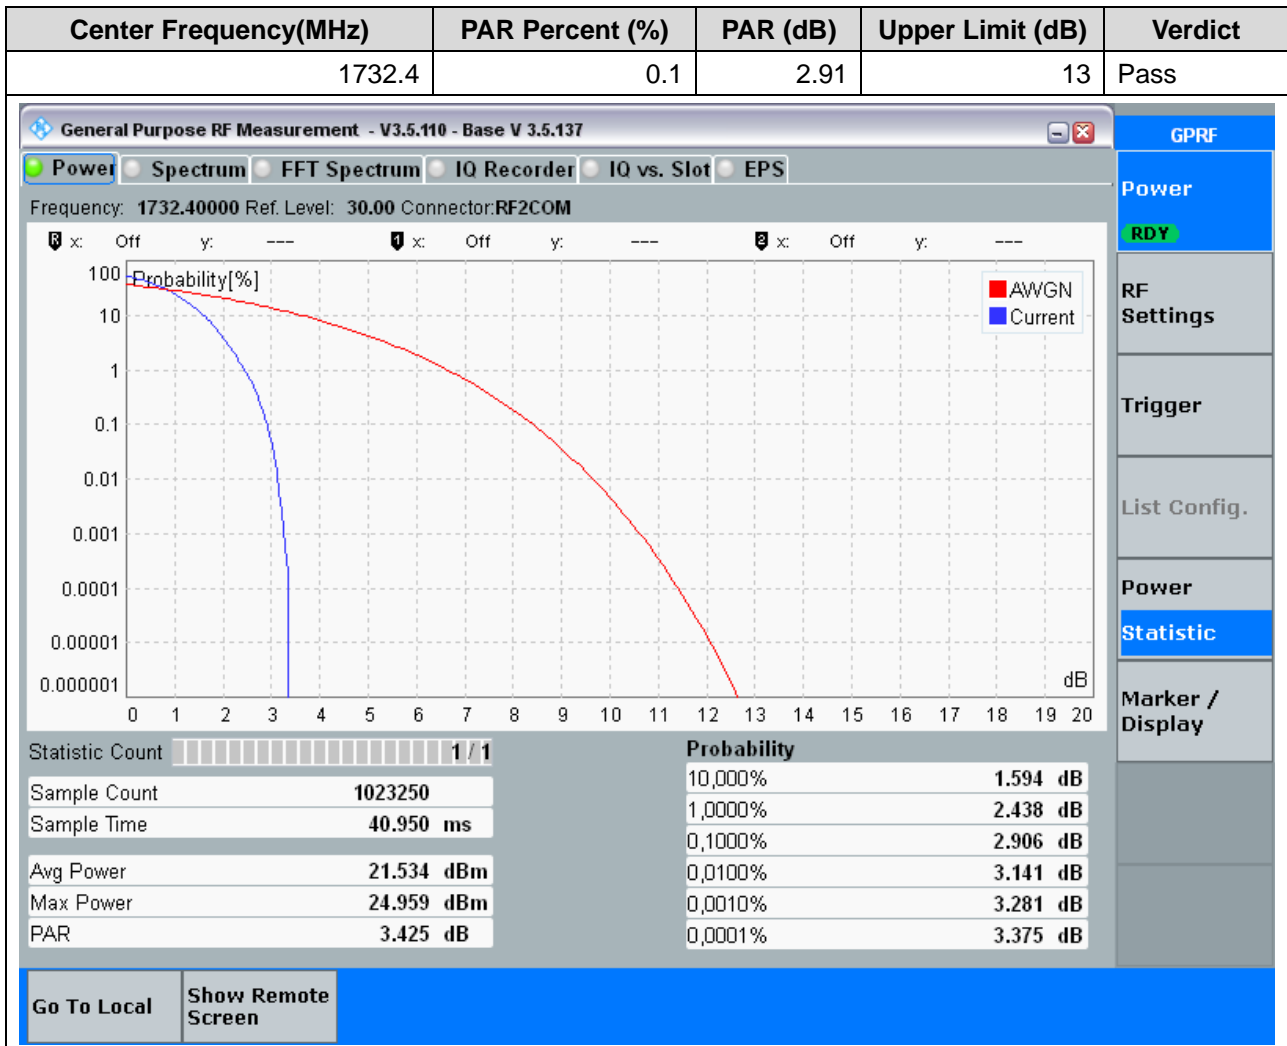 Center Frequency(MHz) PAR Percent (%) PAR (dB) Upper Limit (dB) Verdict
1732.4 0.1 2.91 13 Pass
General Purpose RF Measurement - V3.5.110 - Base V 3.5.137
GPRF
Power Spectrum FFT Spectrum IQ Recorder IQ vs. Slot EPS
Power
RDY
Frequency: 1732.40000 Ref. Level: 30.00 Connector:RF2COM
R x: Off y: --- 1 x: Off y: --- 2 x: Off y: ---
Probability[%]
AWGN
Current
100
10
1
0.1
0.01
0.001
0.0001
0.00001
0.000001
dB
0 1 2 3 4 5 6 7 8 9 10 11 12 13 14 15 16 17 18 19 20
RF
Settings
Trigger
List Config.
Power
Statistic
Marker /
Display
Statistic Count 1 / 1
Sample Count 1023250
Sample Time 40.950 ms
Avg Power 21.534 dBm
Max Power 24.959 dBm
PAR 3.425 dB
Probability
10,000% 1.594 dB
1,0000% 2.438 dB
0,1000% 2.906 dB
0,0100% 3.141 dB
0,0010% 3.281 dB
0,0001% 3.375 dB
Go To Local
Show Remote
Screen